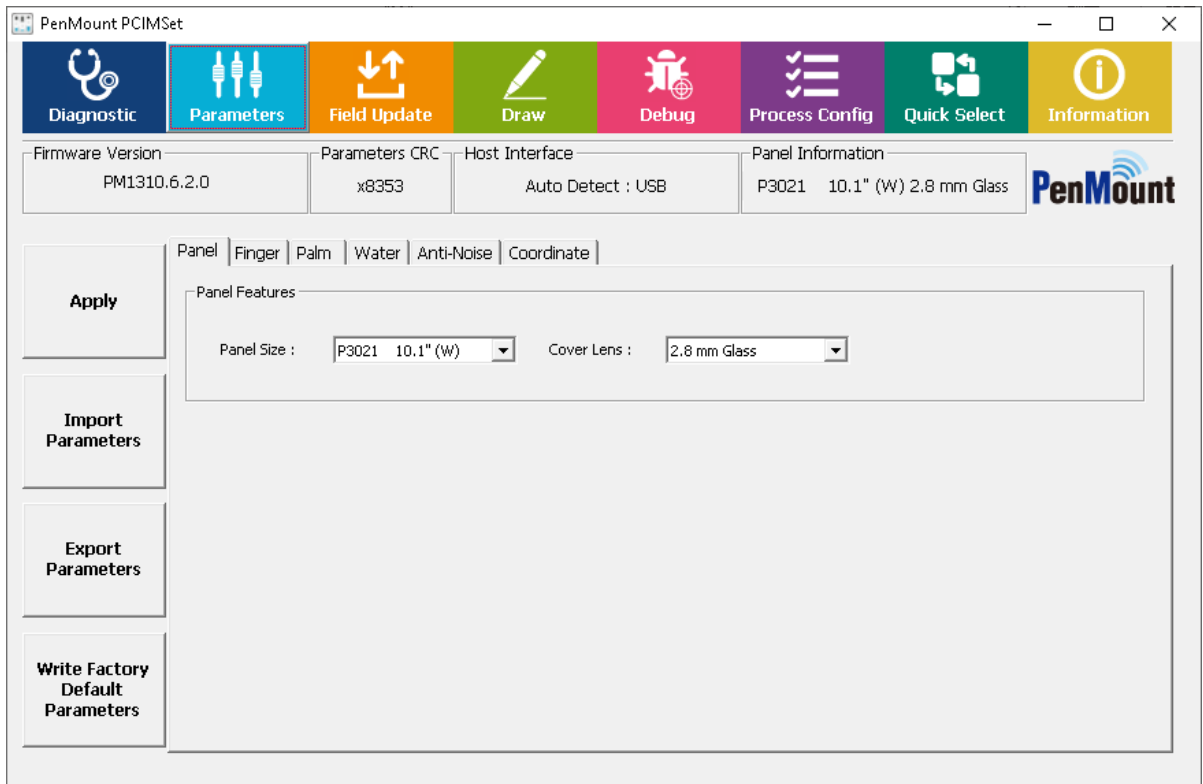 PenMount PCIMSet
Diagnostic
Parameters
Field Update
Draw
Debug
Process Config
Quick Select
Information
Firmware Version
PM1310.6.2.0
Parameters CRC
x8353
Host Interface
Auto Detect : USB
Panel Information
P3021 10.1" (W) 2.8 mm Glass
PenMount
Apply
Import
Parameters
Export
Parameters
Write Factory
Default
Parameters
Panel Finger Palm Water Anti-Noise Coordinate
Panel Features
Panel Size : P3021 10.1" (W) Cover Lens : 2.8 mm Glass